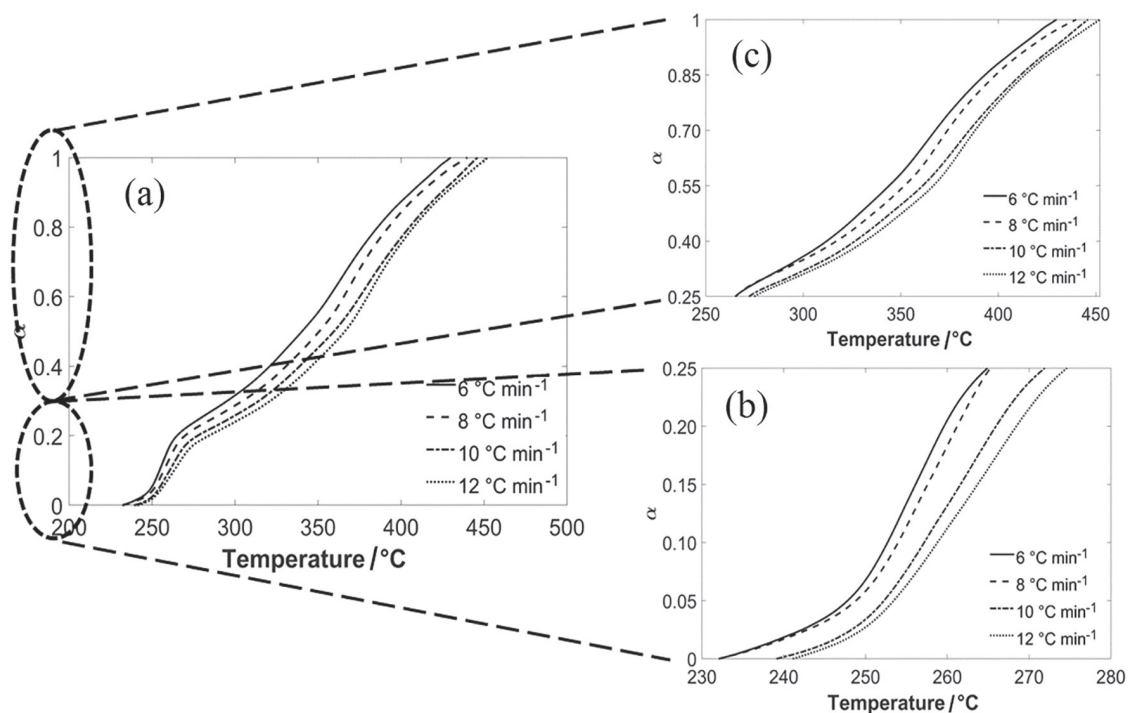 (a)
1
0.8
0.6
0.4
0.2
0
α
200 250 300 350 400 450 500
Temperature /°C
6 °C min-1
8 °C min-1
10 °C min-1
12 °C min-1
(c)
1
0.85
0.70
0.55
0.40
0.25
α
250 300 350 400 450
Temperature /°C
6 °C min-1
8 °C min-1
10 °C min-1
12 °C min-1
(b)
0.25
0.20
0.15
0.10
0.05
0
α
230 240 250 260 270 280
Temperature /°C
6 °C min-1
8 °C min-1
10 °C min-1
12 °C min-1